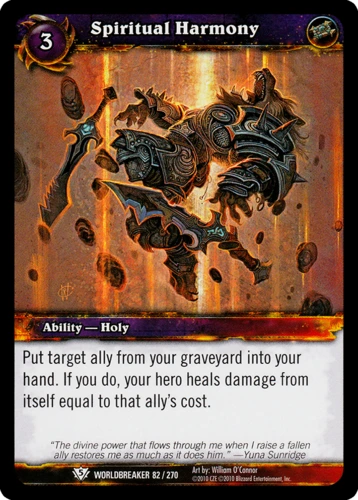 3
Spiritual Harmony
Ability — Holy
Put target ally from your graveyard into your
hand. If you do, your hero heals damage from
itself equal to that ally's cost.
"The divine power that flows through me when I raise a fallen
ally restores me as much as it does him." —Yuna Sunridge
WORLDBREAKER 82 / 270
Art by: William O'Connor
©2010 CZE ©2010 Blizzard Entertainment, Inc.